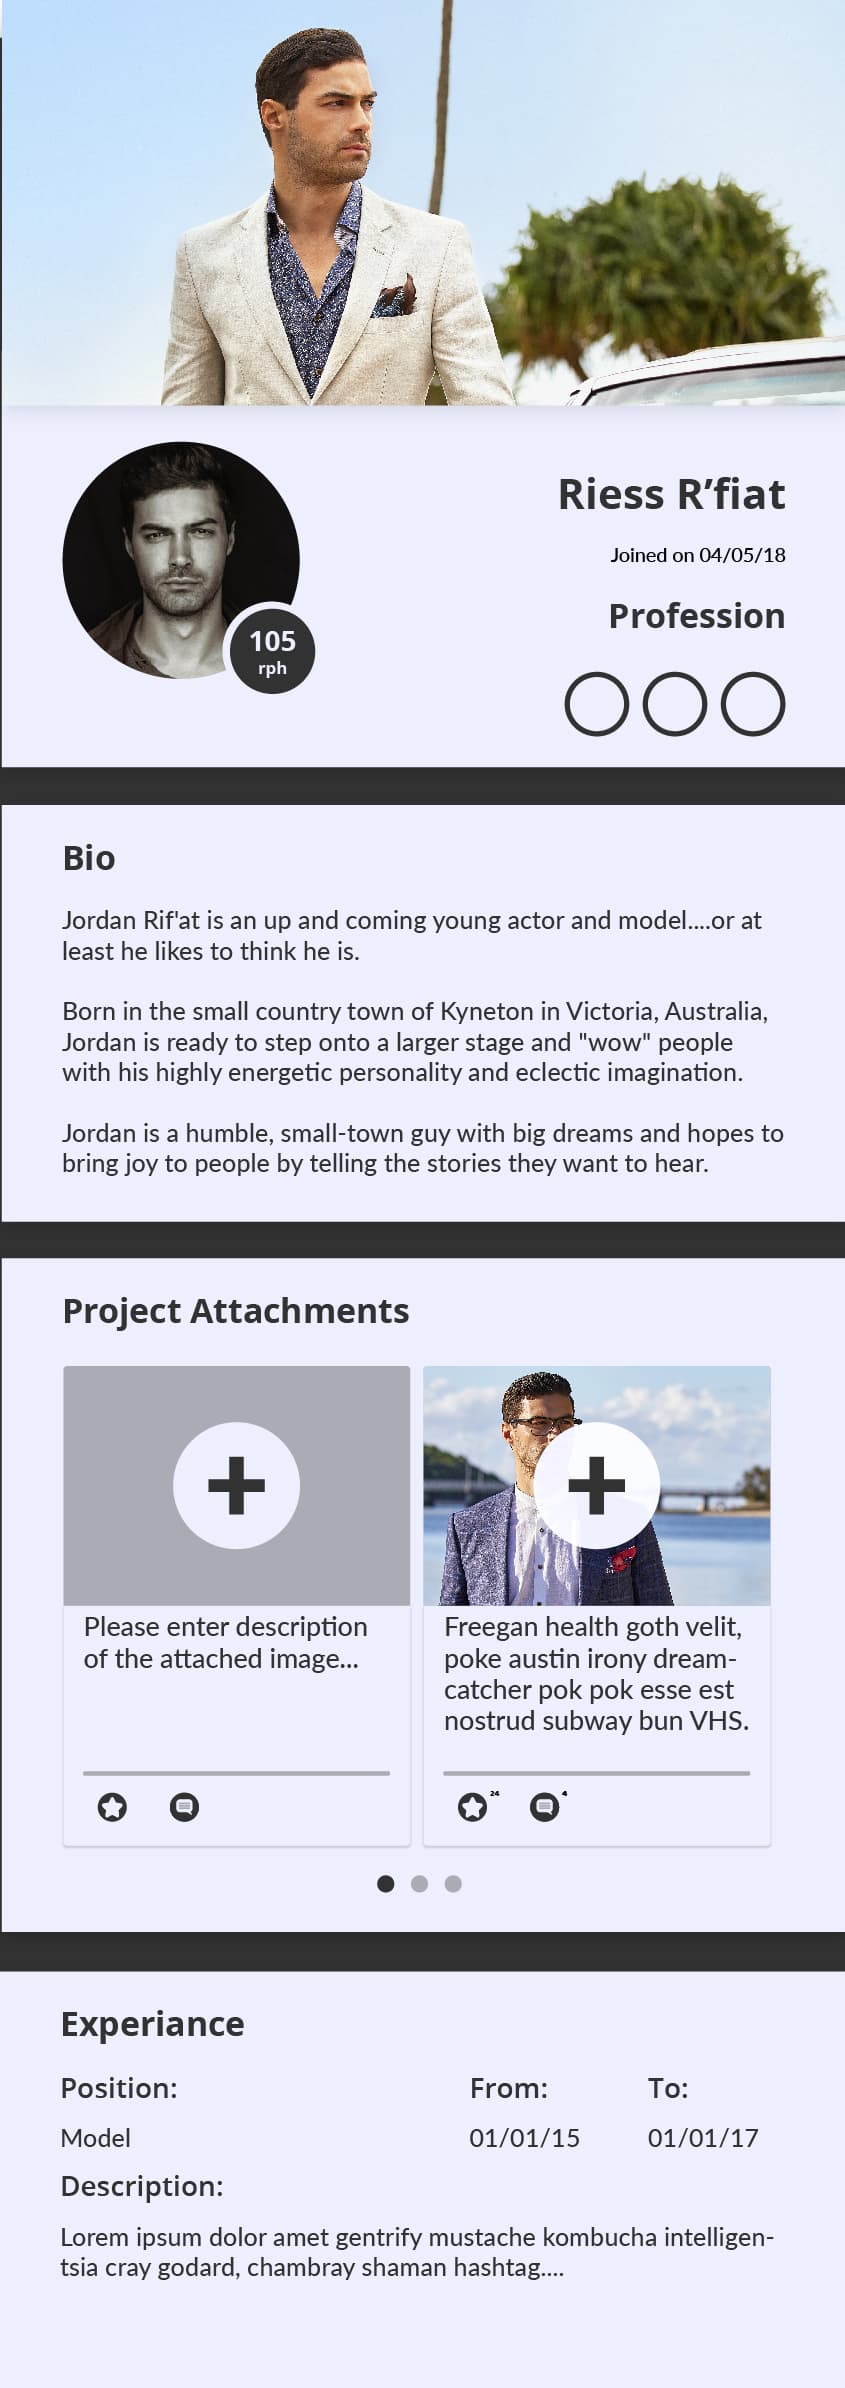 Riess R’fiat
Joined on 04/05/18
Profession
105
rph
Bio
Jordan Rif'at is an up and coming young actor and model....or at
least he likes to think he is.
Born in the small country town of Kyneton in Victoria, Australia,
Jordan is ready to step onto a larger stage and "wow" people
with his highly energetic personality and eclectic imagination.
Jordan is a humble, small-town guy with big dreams and hopes to
bring joy to people by telling the stories they want to hear.
Project Attachments
Please enter description
of the attached image...
Freegan health goth velit,
poke austin irony dream-
catcher pok pok esse est
nostrud subway bun VHS.
24
4
Experiance
Position:
From:
To:
Model
01/01/15
01/01/17
Description:
Lorem ipsum dolor amet gentrify mustache kombucha intelligen-
tsia cray godard, chambray shaman hashtag....